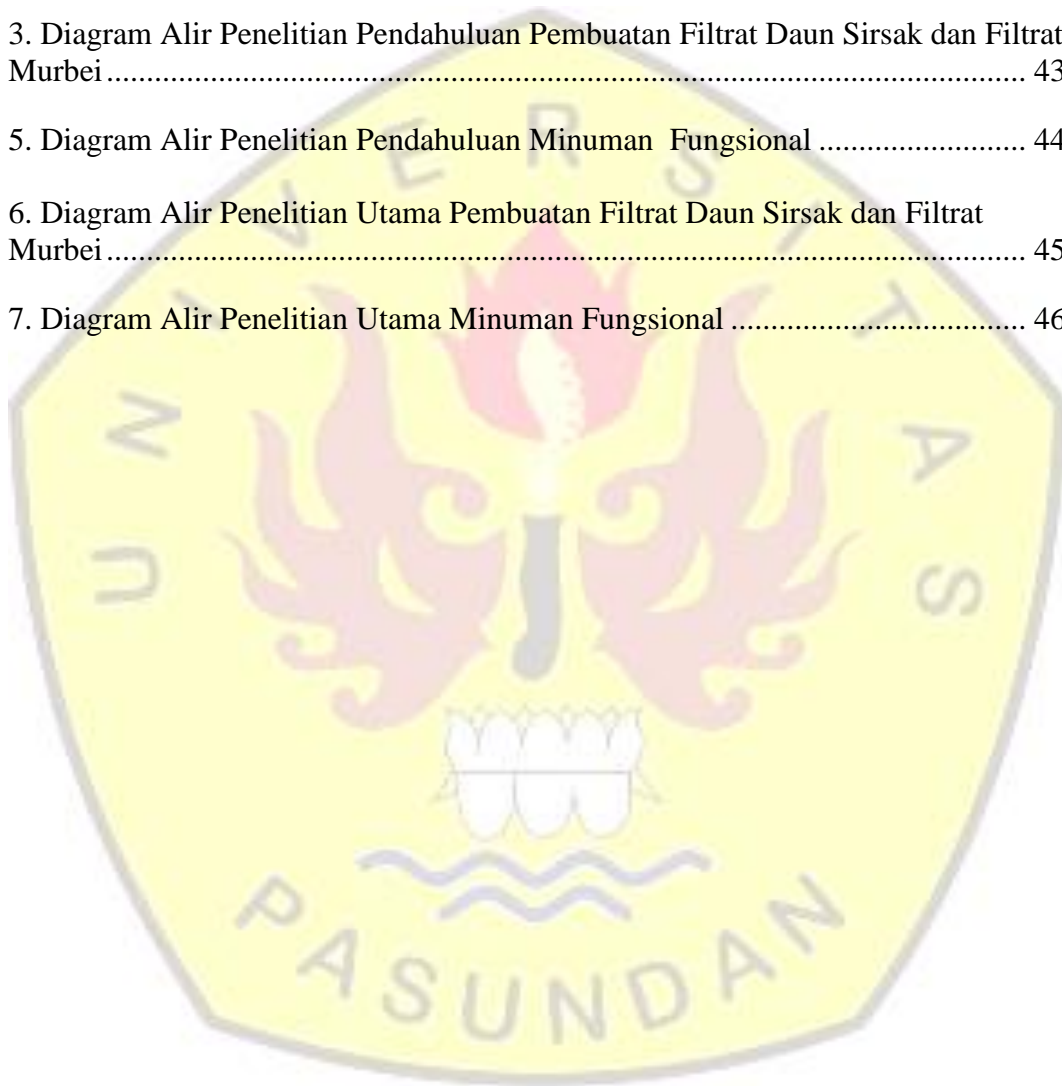 3. Diagram Alir Penelitian Pendahuluan Pembuatan Filtrat Daun Sirsak dan Filtrat
Murbei ...................................................................................................................... 43
5. Diagram Alir Penelitian Pendahuluan Minuman  Fungsional .......................... 44
6. Diagram Alir Penelitian Utama Pembuatan Filtrat Daun Sirsak dan Filtrat
Murbei ...................................................................................................................... 45
7. Diagram Alir Penelitian Utama Minuman Fungsional ..................................... 46
UNIVERSITAS
PASUNDAN